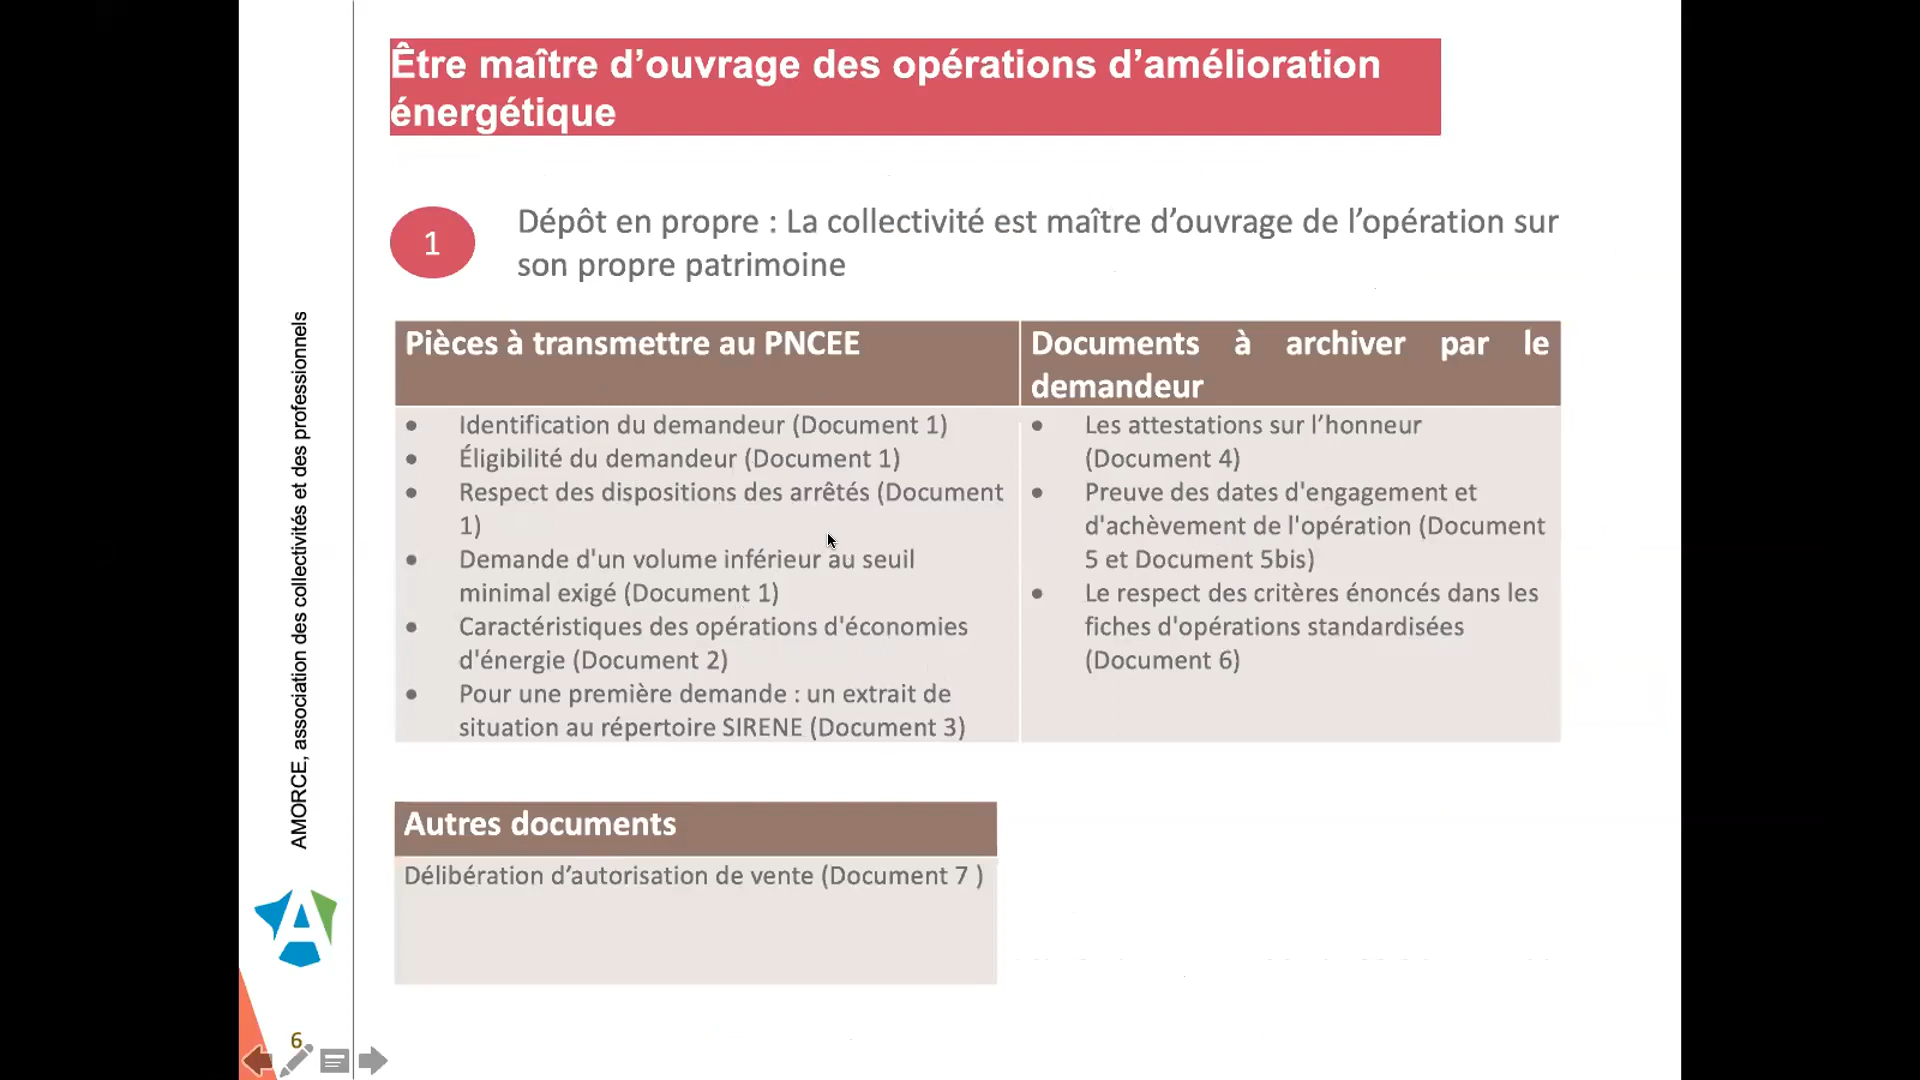 Être maître d’ouvrage des opérations d’amélioration
énergétique
1
Dépôt en propre : La collectivité est maître d’ouvrage de l’opération sur
son propre patrimoine
Pièces à transmettre au PNCEE
• Identification du demandeur (Document 1)
• Éligibilité du demandeur (Document 1)
• Respect des dispositions des arrêtés (Document
1)
• Demande d'un volume inférieur au seuil
minimal exigé (Document 1)
• Caractéristiques des opérations d'économies
d'énergie (Document 2)
• Pour une première demande : un extrait de
situation au répertoire SIRENE (Document 3)
Documents à archiver par le
demandeur
• Les attestations sur l’honneur
(Document 4)
• Preuve des dates d'engagement et
d'achèvement de l'opération (Document
5 et Document 5bis)
• Le respect des critères énoncés dans les
fiches d'opérations standardisées
(Document 6)
Autres documents
Délibération d’autorisation de vente (Document 7 )
AMORCE, association des collectivités et des professionnels
A
6